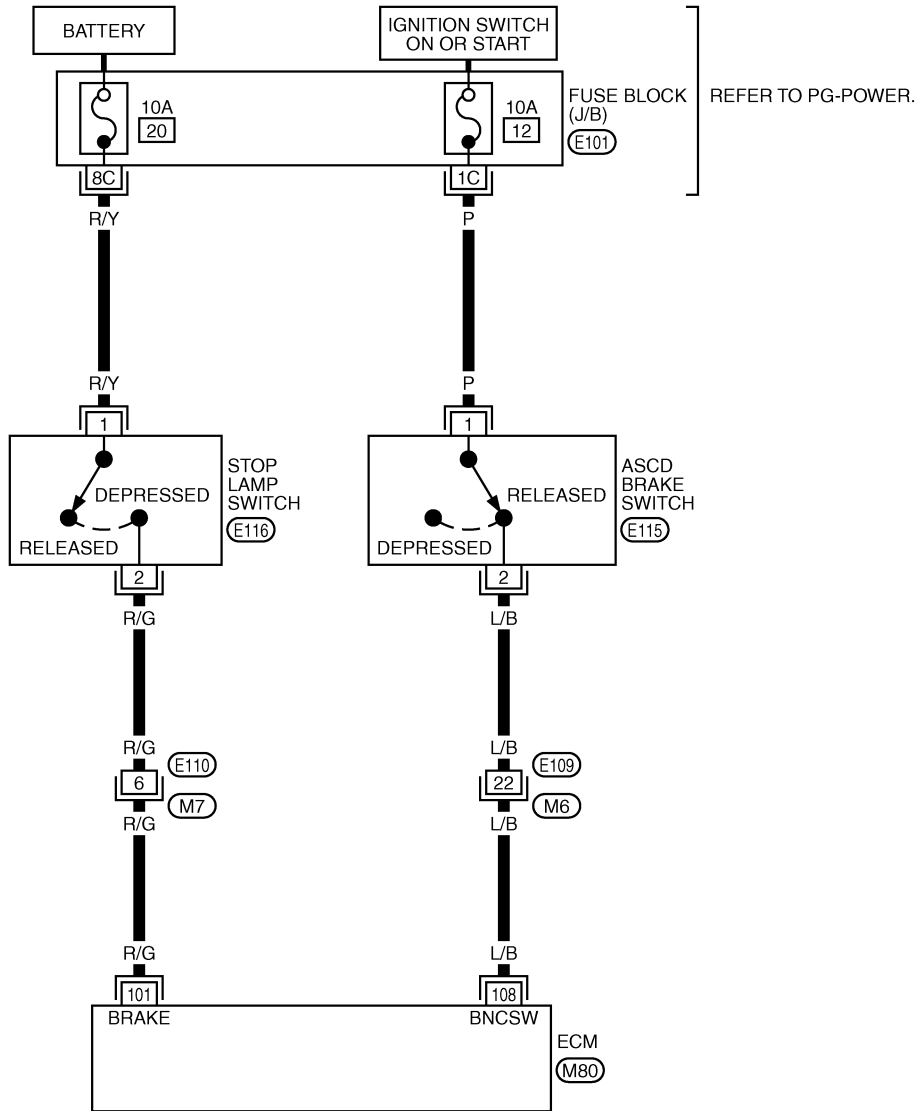 BATTERY
IGNITION SWITCH
ON OR START
10A
20
10A
12
FUSE BLOCK
(J/B)
E101
REFER TO PG-POWER.
8C
1C
R/Y
P
R/Y
P
1
1
DEPRESSED
RELEASED
STOP
LAMP
SWITCH
E116
RELEASED
DEPRESSED
ASCD
BRAKE
SWITCH
E115
2
2
R/G
L/B
R/G
L/B
E110
E109
6
22
M7
M6
R/G
L/B
R/G
L/B
101
108
BRAKE
BNCSW
ECM
M80